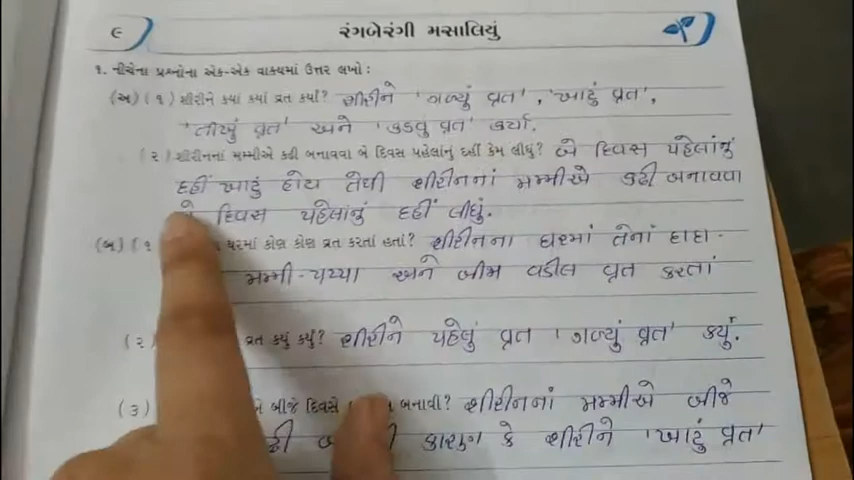 ૯ રંગબેરંગી મસાલિયું
૧. નીચેના પ્રશ્નોના એક-એક વાક્યમાં ઉત્તર લખો :
(અ) (૧) શીરીને ક્યાં ક્યાં વ્રત કર્યાં? શીરીને 'ગળ્યું વ્રત', 'ખાટું વ્રત',
'તીખું વ્રત' અને 'કડવુ વ્રત' કર્યા.
(૨) શીરીનનાં મમ્મીએ કઢી બનાવવા બે દિવસ પહેલાંનું દહીં કેમ લીધું? બે દિવસ પહેલાંનું
દહીં ખાટું હોય તેથી શીરીનનાં મમ્મીએ કઢી બનાવવા
બે દિવસ પહેલાંનું દહીં લીધું.
(બ) (૧ ઘરમાં કોણ કોણ વ્રત કરતાં હતાં? શીરીનના ઘરમાં તેનાં દાદા-
મમ્મી-પપ્પા અને બીજા વડીલ વ્રત કરતાં
(૨) વ્રત કયું કર્યું? શીરીને પહેલું વ્રત 'ગળ્યું વ્રત' કર્યું.
(૩) બીજે દિવસે બનાવી? શીરીનનાં મમ્મીએ બીજે
કારણ કે શીરીને 'ખાટું વ્રત'